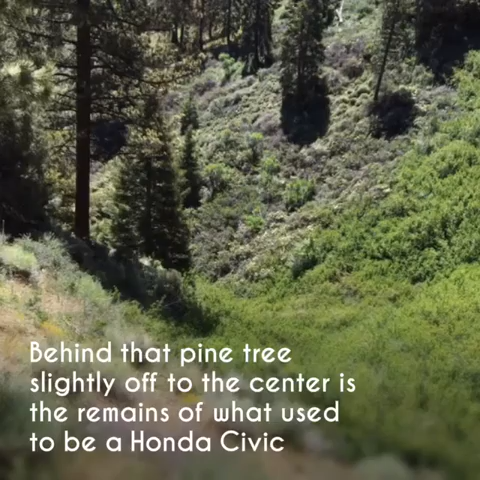 Behind that pine tree
slightly off to the center is
the remains of what used
to be a Honda Civic